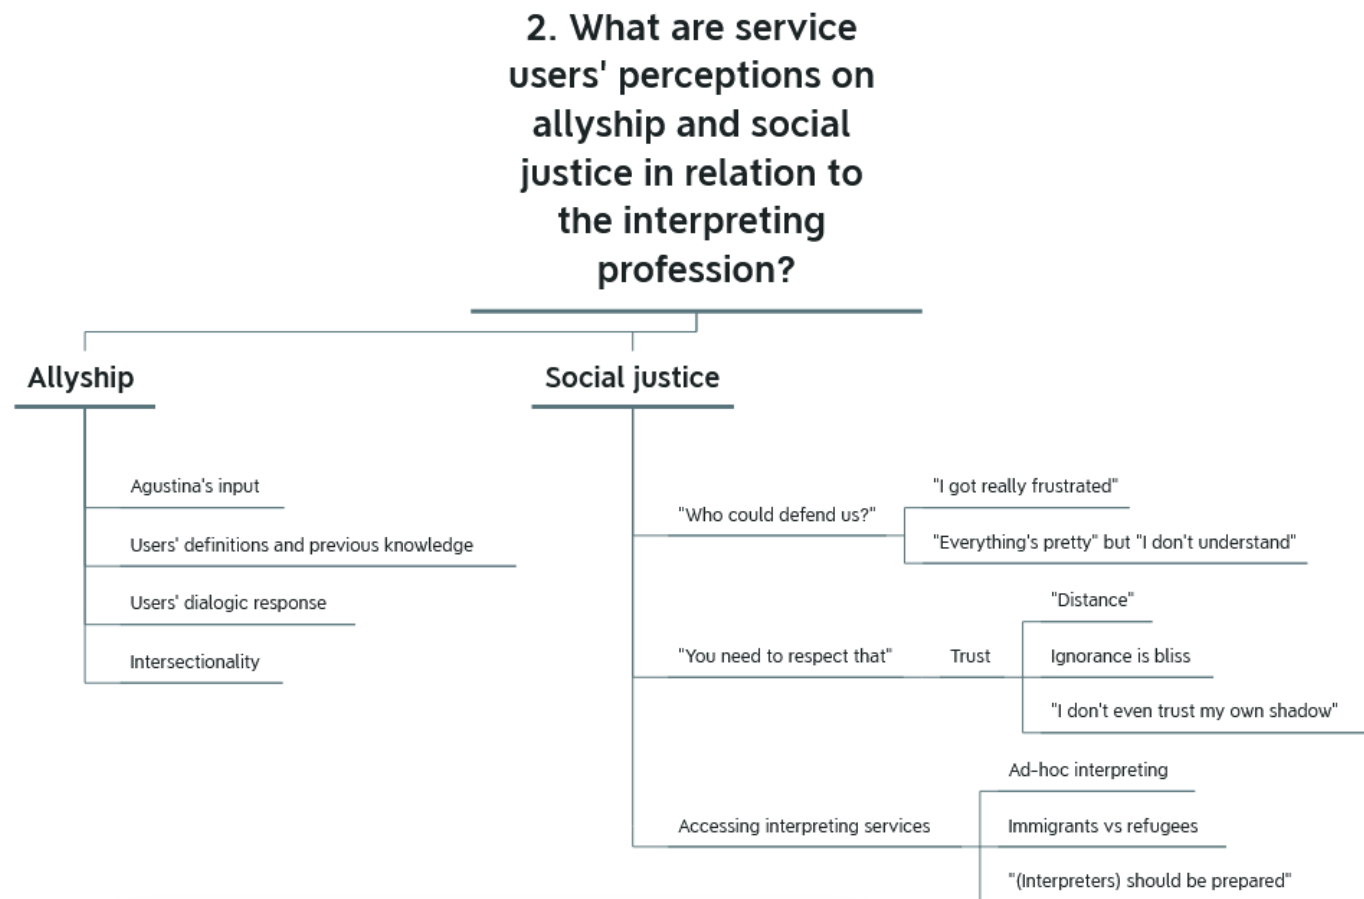 2. What are service
users' perceptions on
allyship and social
justice in relation to
the interpreting
profession?
Allyship
Agustina's input
Users' definitions and previous knowledge
Users' dialogic response
Intersectionality
Social justice
"Who could defend us?"
"I got really frustrated"
"Everything's pretty" but "I don't understand"
"You need to respect that"
Trust
"Distance"
Ignorance is bliss
"I don't even trust my own shadow"
Accessing interpreting services
Ad-hoc interpreting
Immigrants vs refugees
"(Interpreters) should be prepared"